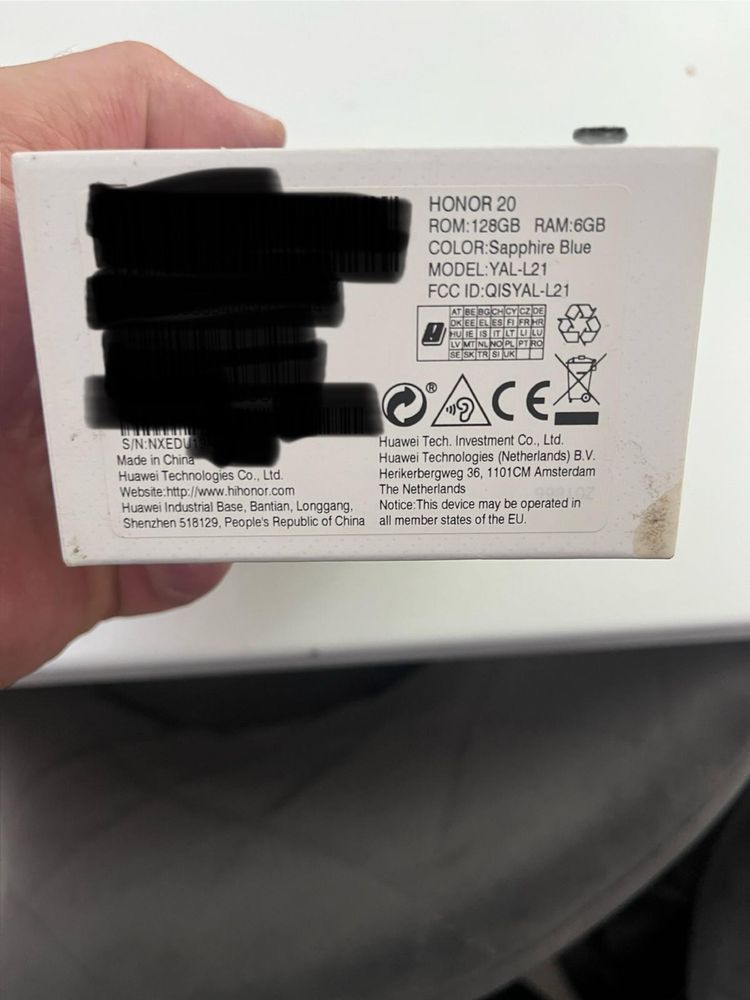 HONOR 20
ROM:128GB RAM:6GB
COLOR:Sapphire Blue
MODEL:YAL-L21
FCC ID:QISYAL-L21
AT BE BG CH CY CZ DE
DK EE EL ES FI FR HR
HU IE IS IT LT LI LU
LV MT NL NO PL PT RO
SE SK TR SI UK
®
CE
S/N:NXEDU
Made in China
Huawei Technologies Co., Ltd.
Website:http://www.hihonor.com
Huawei Industrial Base, Bantian, Longgang,
Shenzhen 518129, People's Republic of China
Huawei Tech. Investment Co., Ltd.
Huawei Technologies (Netherlands) B.V.
Herikerbergweg 36, 1101CM Amsterdam
The Netherlands
Notice:This device may be operated in
all member states of the EU.